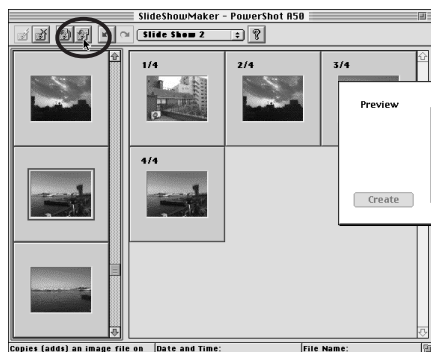 SlideShowMaker - PowerShot A50
Slide Show 2
?
1/4
2/4
3/4
4/4
Preview
Create
Copies (adds) an image file on
Date and Time:
File Name: